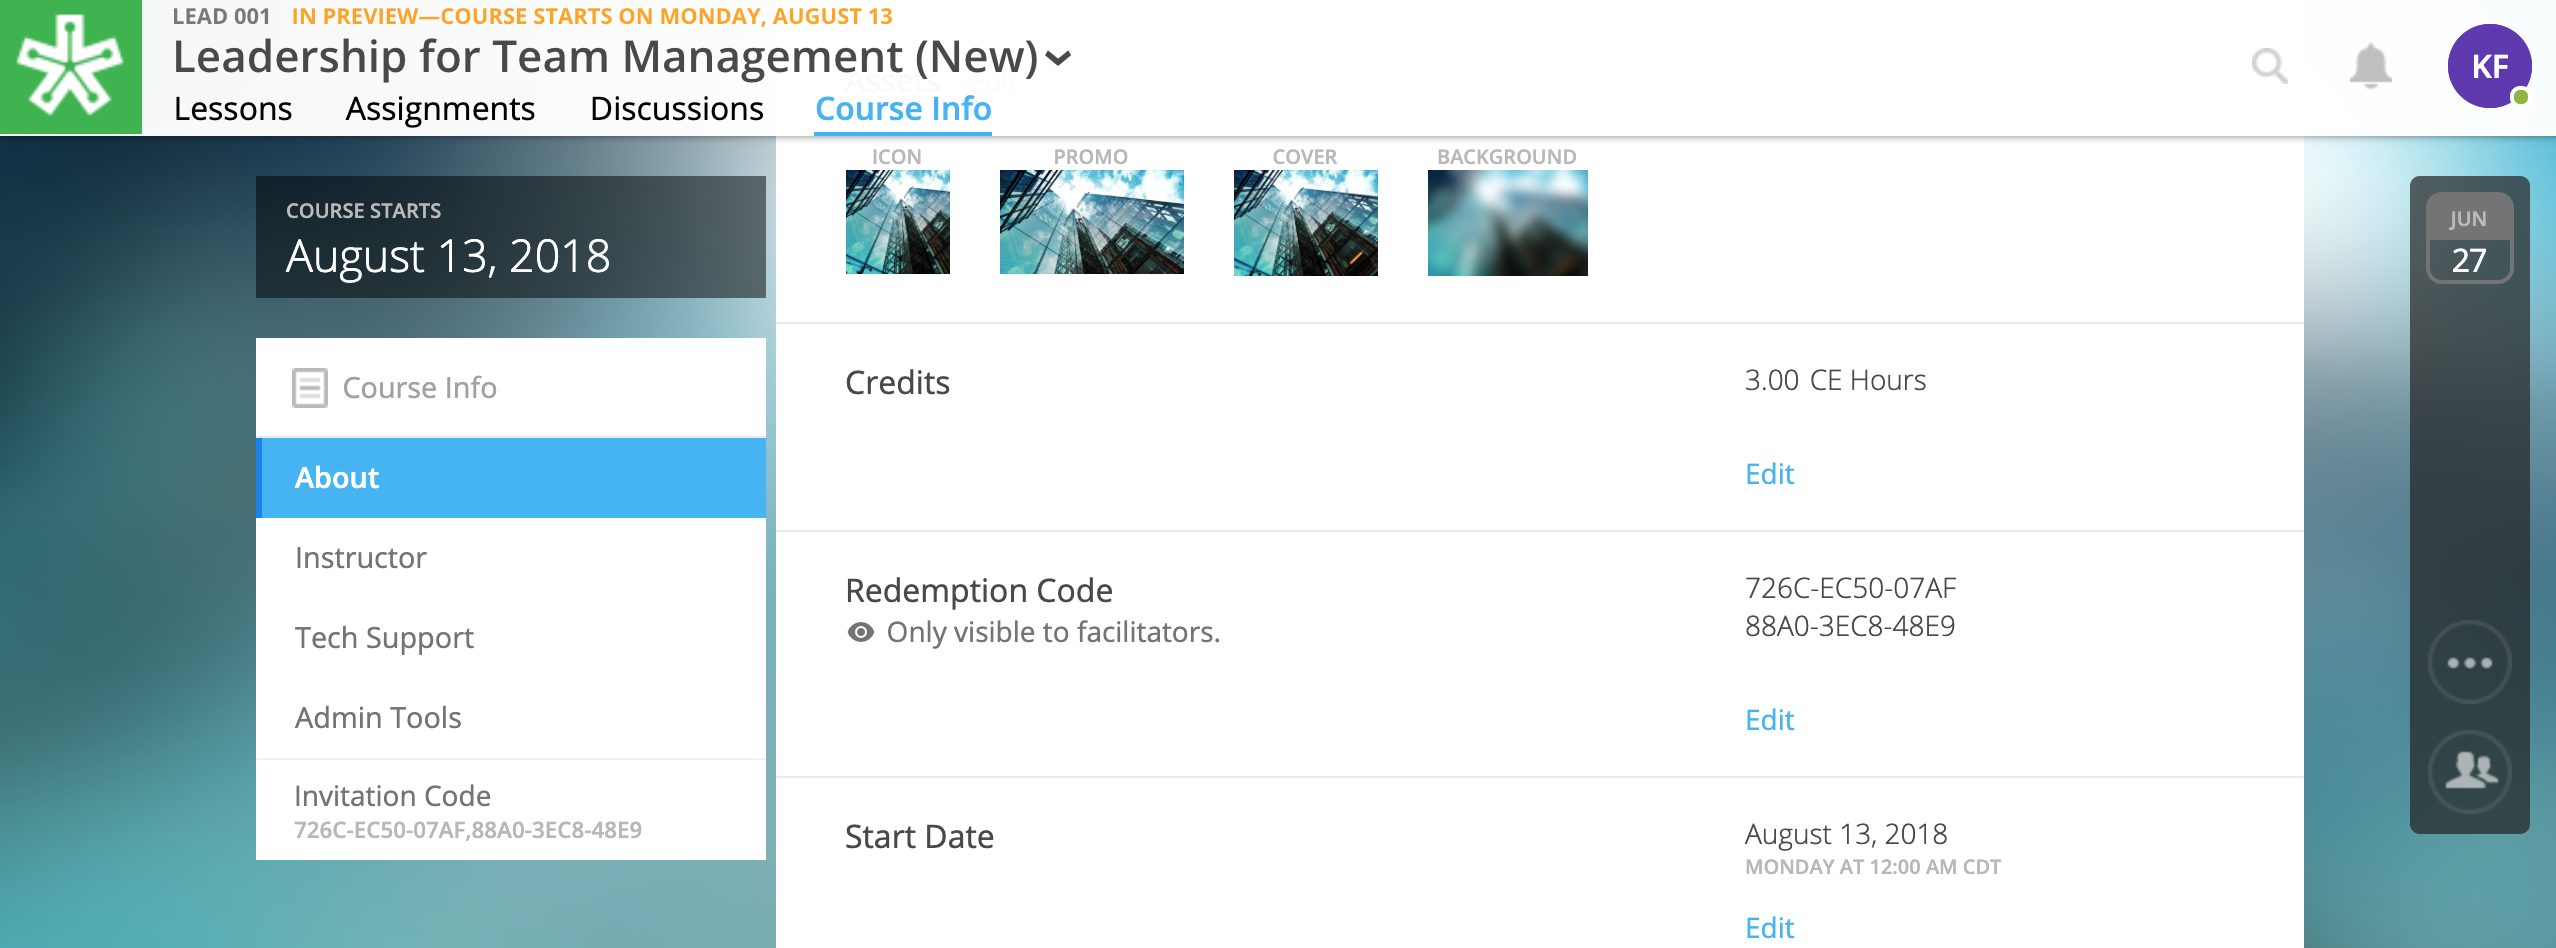 LEAD 001 IN PREVIEW—COURSE STARTS ON MONDAY, AUGUST 13
Leadership for Team Management (New)
Assets Edit
Lessons Assignments Discussions Course Info
KF
COURSE STARTS
August 13, 2018
Course Info
About
Instructor
Tech Support
Admin Tools
Invitation Code
726C-EC50-07AF,88A0-3EC8-48E9
ICON PROMO COVER BACKGROUND
Credits
3.00 CE Hours
Edit
Redemption Code
Only visible to facilitators.
726C-EC50-07AF
88A0-3EC8-48E9
Edit
Start Date
August 13, 2018
MONDAY AT 12:00 AM CDT
Edit
JUN
27